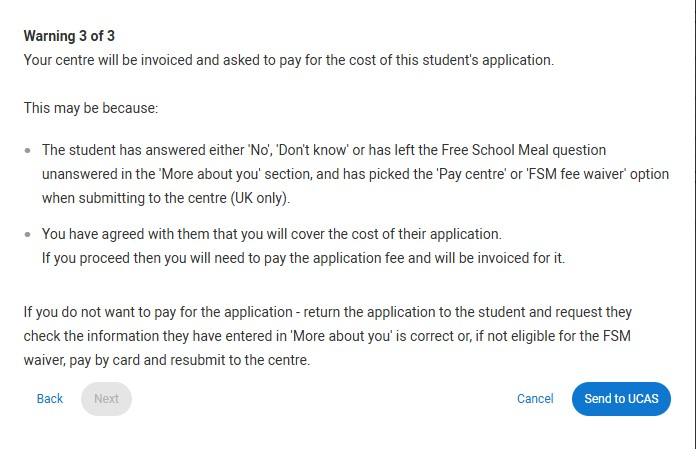 Warning 3 of 3
Your centre will be invoiced and asked to pay for the cost of this student's application.
This may be because:
The student has answered either 'No', 'Don't know' or has left the Free School Meal question
unanswered in the 'More about you' section, and has picked the 'Pay centre' or 'FSM fee waiver' option
when submitting to the centre (UK only).
You have agreed with them that you will cover the cost of their application.
If you proceed then you will need to pay the application fee and will be invoiced for it.
If you do not want to pay for the application - return the application to the student and request they
check the information they have entered in 'More about you' is correct or, if not eligible for the FSM
waiver, pay by card and resubmit to the centre.
Back Next Cancel Send to UCAS